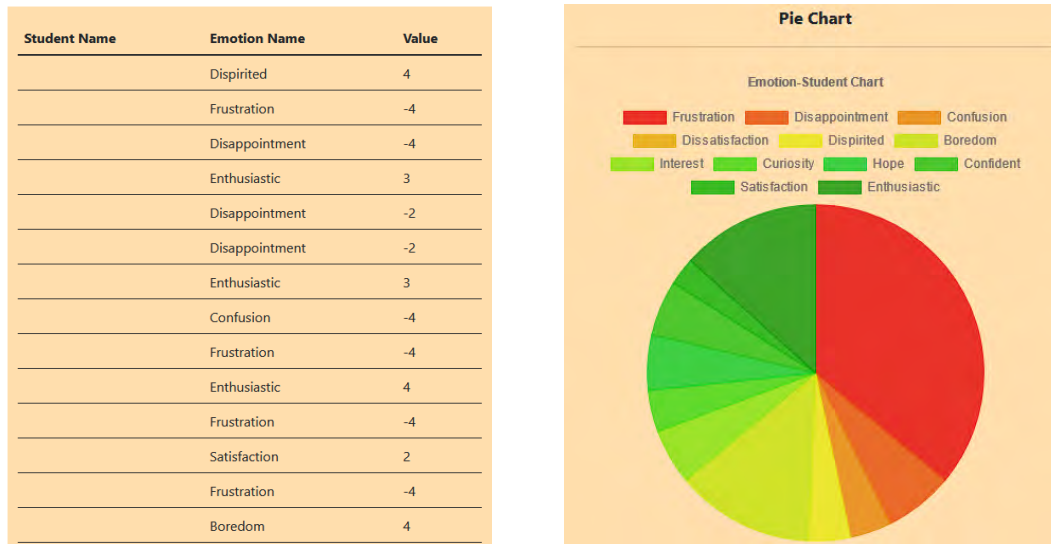 Student Name Emotion Name Value
Dispirited 4
Frustration -4
Disappointment -4
Enthusiastic 3
Disappointment -2
Disappointment -2
Enthusiastic 3
Confusion -4
Frustration -4
Enthusiastic 4
Frustration -4
Satisfaction 2
Frustration -4
Boredom 4
Pie Chart
Emotion-Student Chart
Frustration Disappointment Confusion
Dissatisfaction Dispirited Boredom
Interest Curiosity Hope Confident
Satisfaction Enthusiastic